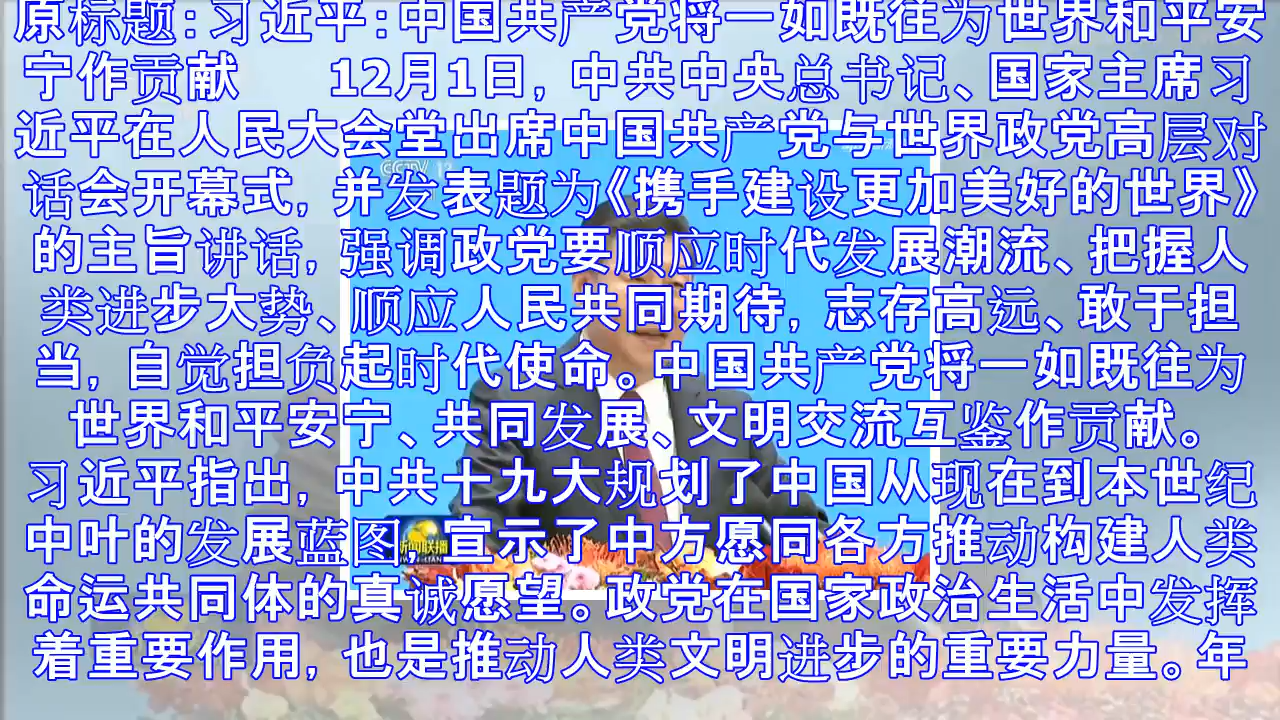 原标题:习近平:中国共产党将一如既往为世界和平安
宁作贡献　　12月1日，中共中央总书记、国家主席习
近平在人民大会堂出席中国共产党与世界政党高层对
话会开幕式，并发表题为《携手建设更加美好的世界》
的主旨讲话，强调政党要顺应时代发展潮流、把握人
类进步大势、顺应人民共同期待，志存高远、敢于担
当，自觉担负起时代使命。中国共产党将一如既往为
世界和平安宁、共同发展、文明交流互鉴作贡献。
习近平指出，中共十九大规划了中国从现在到本世纪
中叶的发展蓝图，宣示了中方愿同各方推动构建人类
命运共同体的真诚愿望。政党在国家政治生活中发挥
着重要作用，也是推动人类文明进步的重要力量。年
CCTV 13
新闻联播